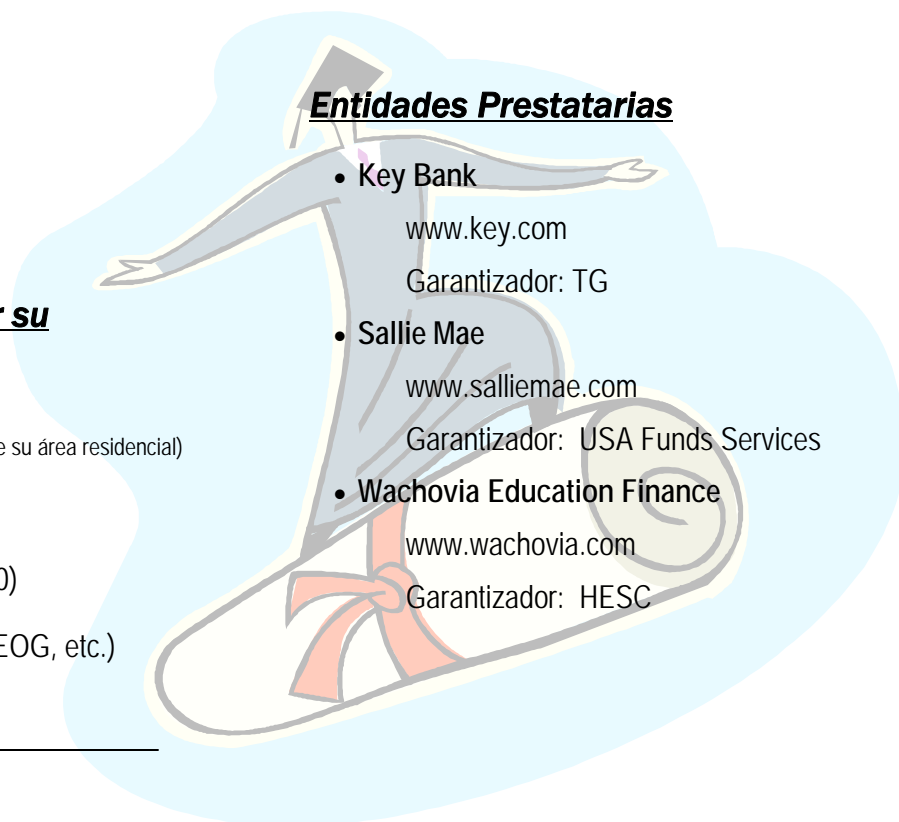 Entidades Prestatarias
• Key Bank
www.key.com
Garantizador: TG
• Sallie Mae
www.salliemae.com
Garantizador: USA Funds Services
• Wachovia Education Finance
www.wachovia.com
Garantizador: HESC
su
su área residencial)
EOG, etc.)